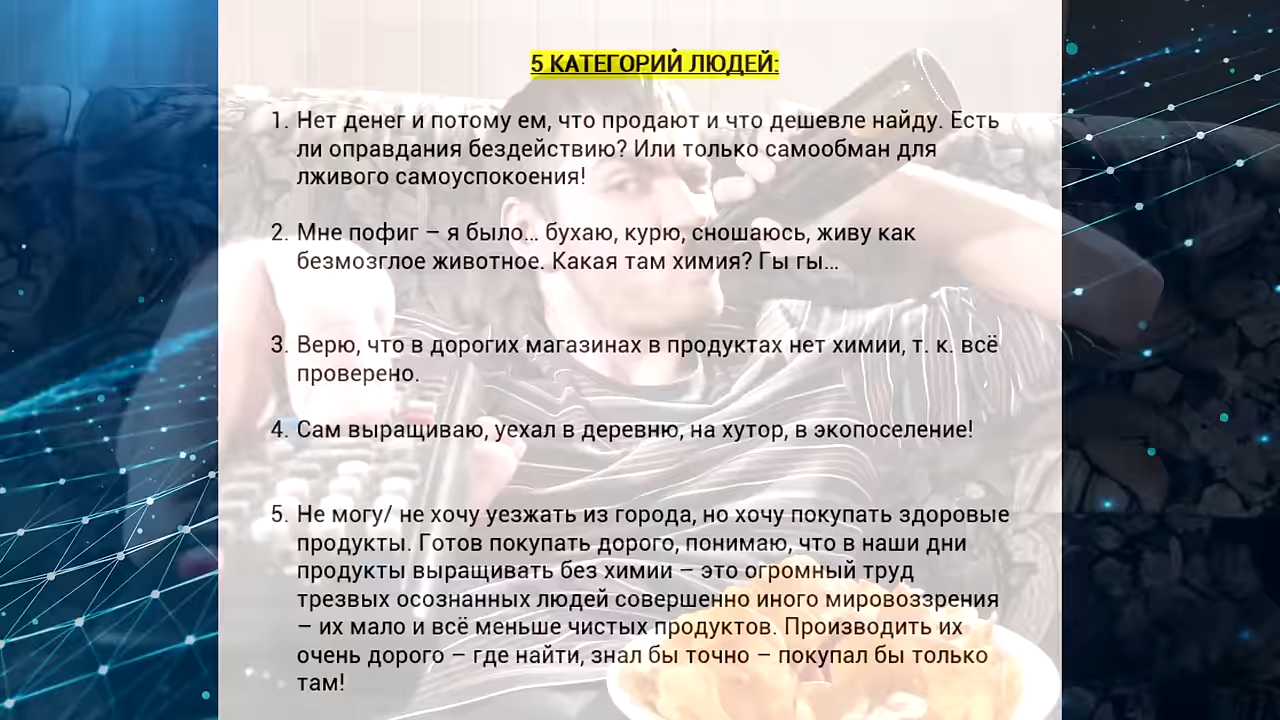 5 КАТЕГОРИЙ ЛЮДЕЙ:
1. Нет денег и потому ем, что продают и что дешевле найду. Есть
ли оправдания бездействию? Или только самообман для
лживого самоуспокоения!
2. Мне пофиг – я было... бухаю, курю, сношаюсь, живу как
безмозглое животное. Какая там химия? Гы гы...
3. Верю, что в дорогих магазинах в продуктах нет химии, т. к. всё
проверено.
4. Сам выращиваю, уехал в деревню, на хутор, в экопоселение!
5. Не могу/ не хочу уезжать из города, но хочу покупать здоровые
продукты. Готов покупать дорого, понимаю, что в наши дни
продукты выращивать без химии – это огромный труд
трезвых осознанных людей совершенно иного мировоззрения
– их мало и всё меньше чистых продуктов. Производить их
очень дорого – где найти, знал бы точно – покупал бы только
там!